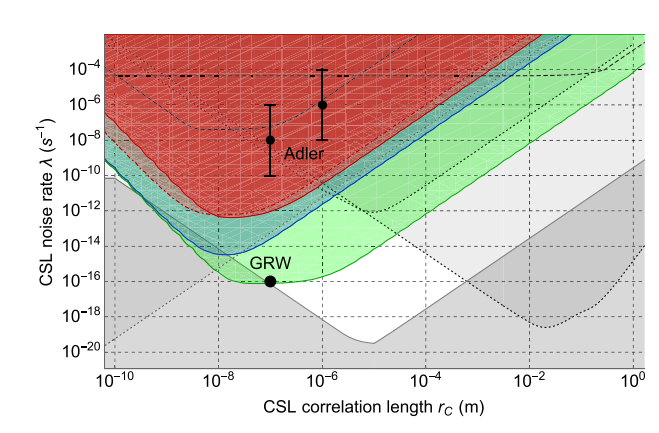 CSL noise rate λ (s⁻¹)
10⁻⁴
10⁻⁶
10⁻⁸
10⁻¹⁰
10⁻¹²
10⁻¹⁴
10⁻¹⁶
10⁻¹⁸
10⁻²⁰
Adler
GRW
10⁻¹⁰ 10⁻⁸ 10⁻⁶ 10⁻⁴ 10⁻² 10⁰
CSL correlation length r_C (m)